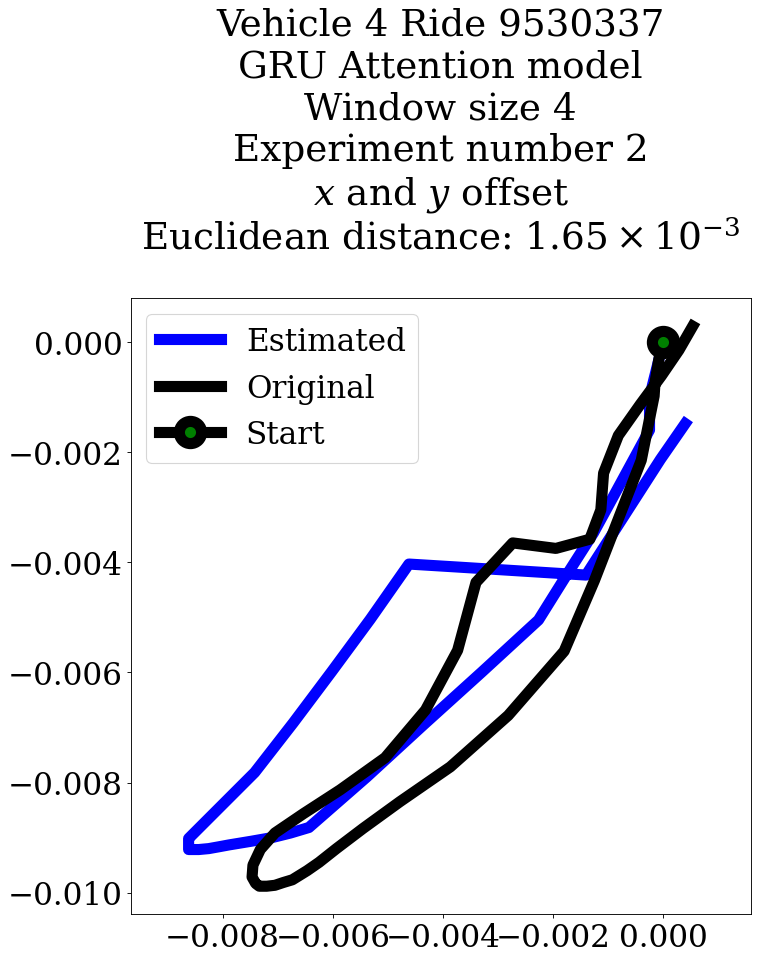 Vehicle 4 Ride 9530337
GRU Attention model
Window size 4
Experiment number 2
x and y offset
Euclidean distance: 1.65 × 10⁻³
Estimated
Original
Start
0.000
−0.002
−0.004
−0.006
−0.008
−0.010
−0.008 −0.006 −0.004 −0.002 0.000